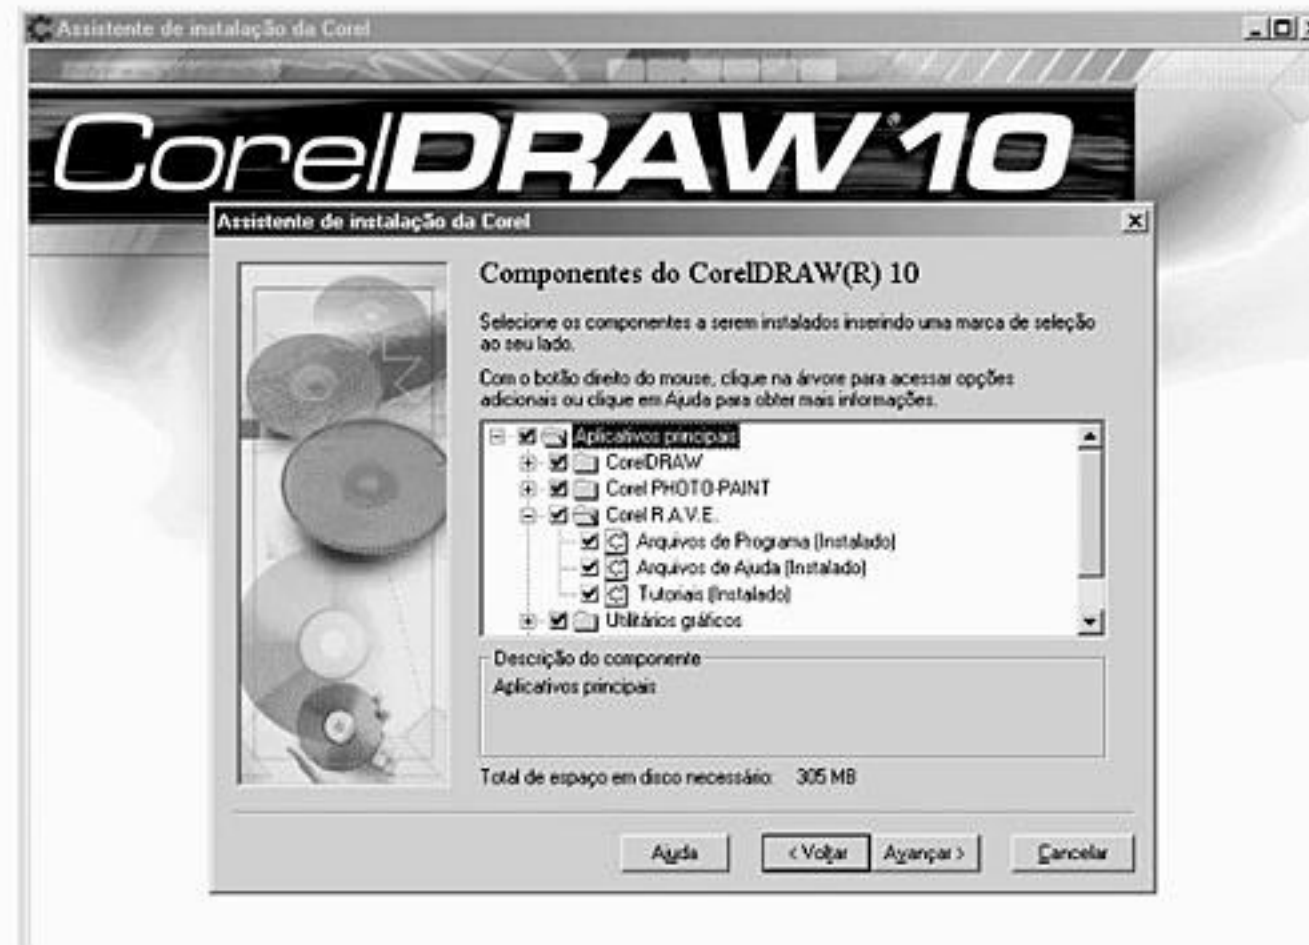 Assistente de instalação da Corel
CorelDRAW®10
Assistente de instalação da Corel
Componentes do CorelDRAW(R) 10
Selecione os componentes a serem instalados inserindo uma marca de seleção
ao seu lado.
Com o botão direito do mouse, clique na árvore para acessar opções
adicionais ou clique em Ajuda para obter mais informações.
Aplicativos principais
CorelDRAW
Corel PHOTO-PAINT
Corel R.A.V.E.
Arquivos de Programa (Instalado)
Arquivos de Ajuda (Instalado)
Tutoriais (Instalado)
Utilitários gráficos
Descrição do componente
Aplicativos principais
Total de espaço em disco necessário: 305 MB
Ajuda < Voltar Avançar > Cancelar